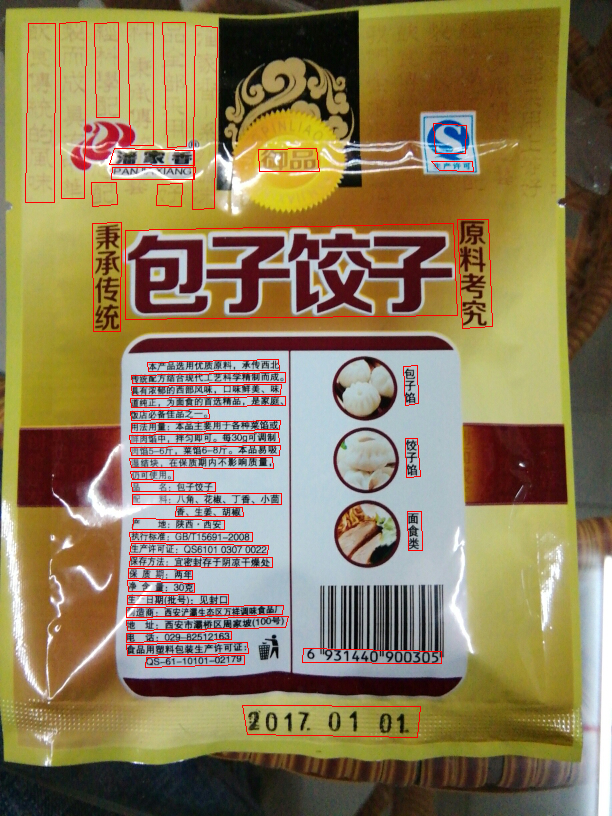 潘家香
PANJIAXIANG
御品
PINLIAO
生产许可
秉承传统
包子饺子
原料考究
本产品选用优质原料，承传西北
传统配方结合现代工艺科学精制而成。
具有浓郁的西部风味，口味鲜美、味
道纯正，为面食的首选精品，是家庭、
饭店必备佳品之一。
用法用量：本品主要用于各种菜馅或
鲜肉馅中，拌匀即可。每30g可调制
肉馅5-6斤，菜馅6-8斤。本品易吸
湿结块，在保质期内不影响质量，
仍可使用。
品 名：包子饺子
配 料：八角、花椒、丁香、小茴
香、生姜、胡椒
产 地：陕西·西安
执行标准：GB/T15691-2008
生产许可证：QS6101 0307 0022
保存方法：宜密封存于阴凉干燥处
保 质 期：两年
净 含 量：30克
生产日期(批号)：见封口
制造商：西安浐灞生态区万祥调味食品厂
地 址：西安市灞桥区周家坡(100号)
电 话：029-82512163
食品用塑料包装生产许可证：
QS-61-10101-02179
包子馅
饺子馅
面食类
6 931440 900305
2017. 01 01.